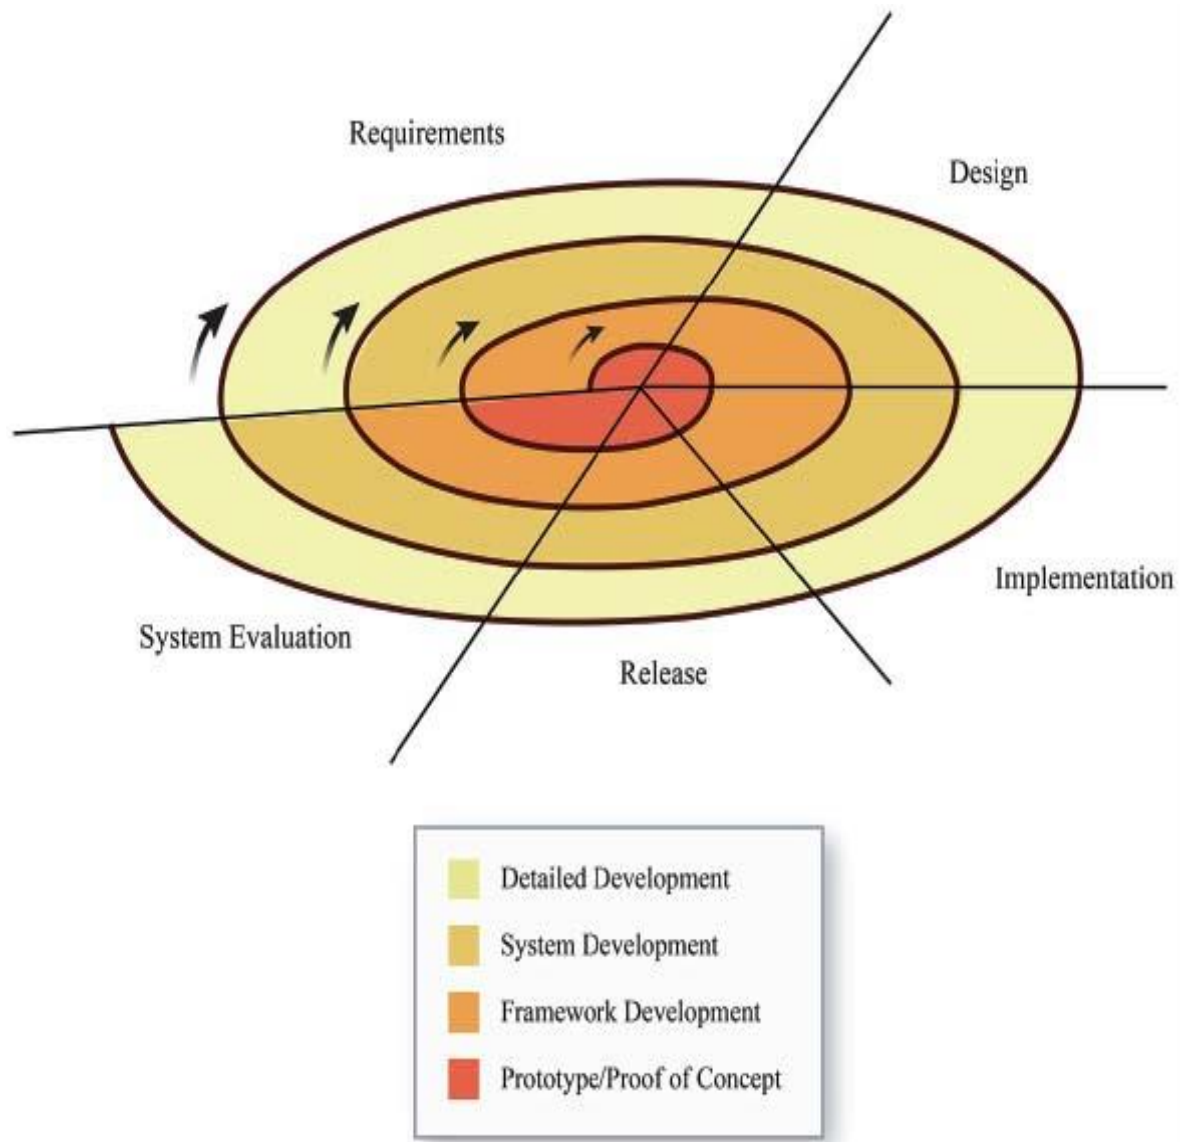 Requirements
Design
Implementation
System Evaluation
Release
Detailed Development
System Development
Framework Development
Prototype/Proof of Concept